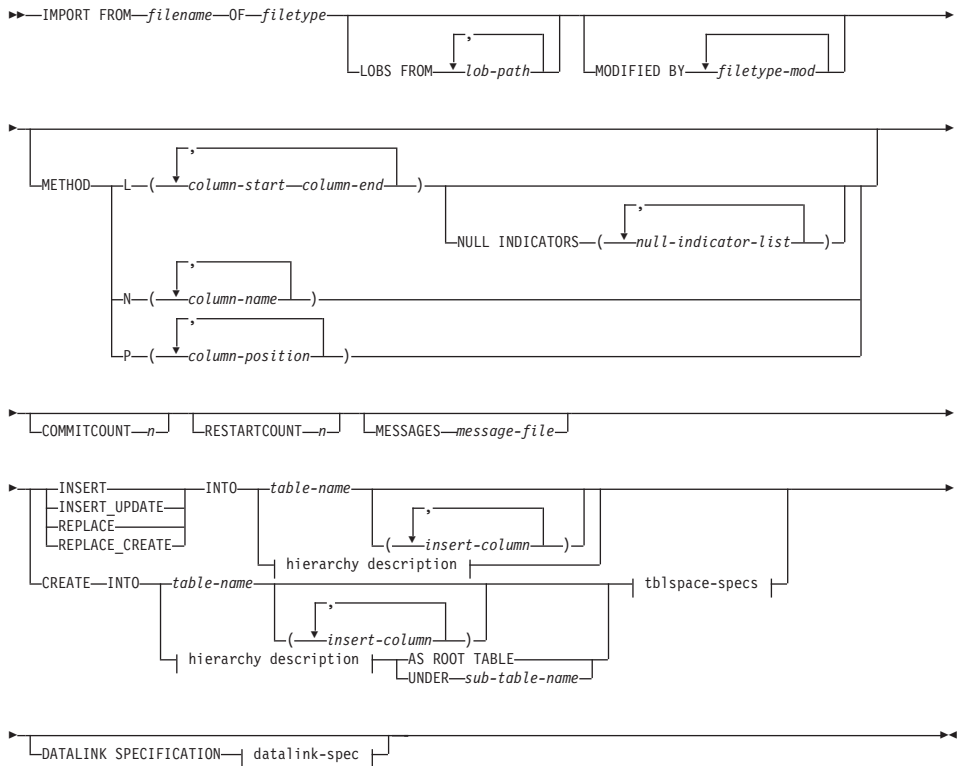 IMPORT FROM filename OF filetype
,
LOBS FROM lob-path
MODIFIED BY filetype-mod
,
METHOD L ( column-start column-end )
,
NULL INDICATORS ( null-indicator-list )
,
N ( column-name )
,
P ( column-position )
COMMITCOUNT n RESTARTCOUNT n MESSAGES message-file
INSERT INTO table-name
INSERT_UPDATE
REPLACE
REPLACE_CREATE
,
( insert-column )
hierarchy description
CREATE INTO table-name tblspace-specs
,
( insert-column )
hierarchy description AS ROOT TABLE
UNDER sub-table-name
DATALINK SPECIFICATION datalink-spec